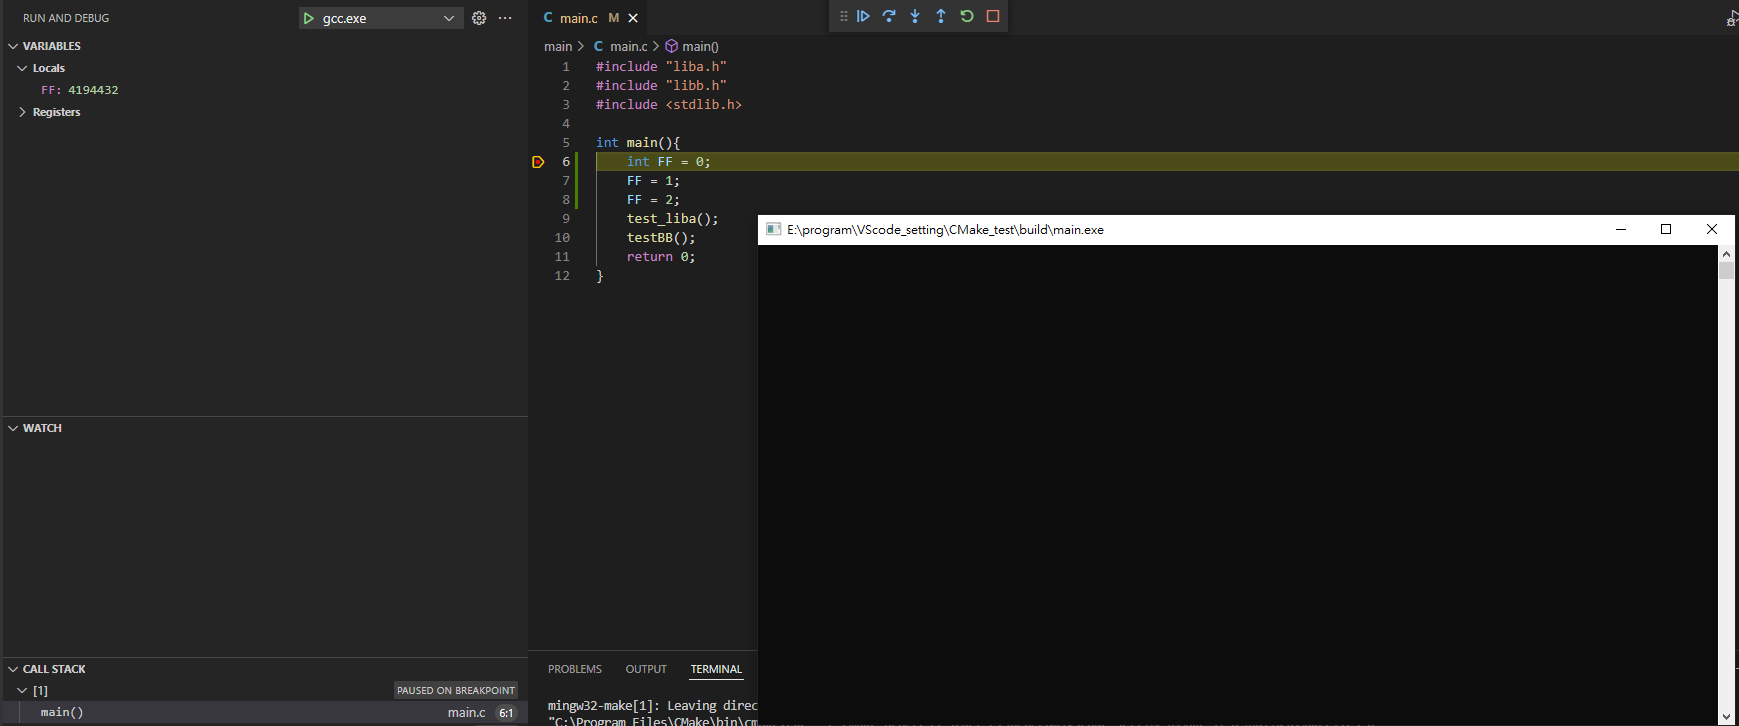 RUN AND DEBUG
gcc.exe
VARIABLES
Locals
FF: 4194432
Registers
WATCH
CALL STACK
[1]
PAUSED ON BREAKPOINT
main()
main.c
6:1
C main.c M
main > C main.c > main()
1 #include "liba.h"
2 #include "libb.h"
3 #include <stdlib.h>
4
5 int main(){
6 int FF = 0;
7 FF = 1;
8 FF = 2;
9 test_liba();
10 testBB();
11 return 0;
12 }
E:\program\VScode_setting\CMake_test\build\main.exe
PROBLEMS OUTPUT TERMINAL
mingw32-make[1]: Leaving direc
"C:\Program Files\CMake\bin\cm